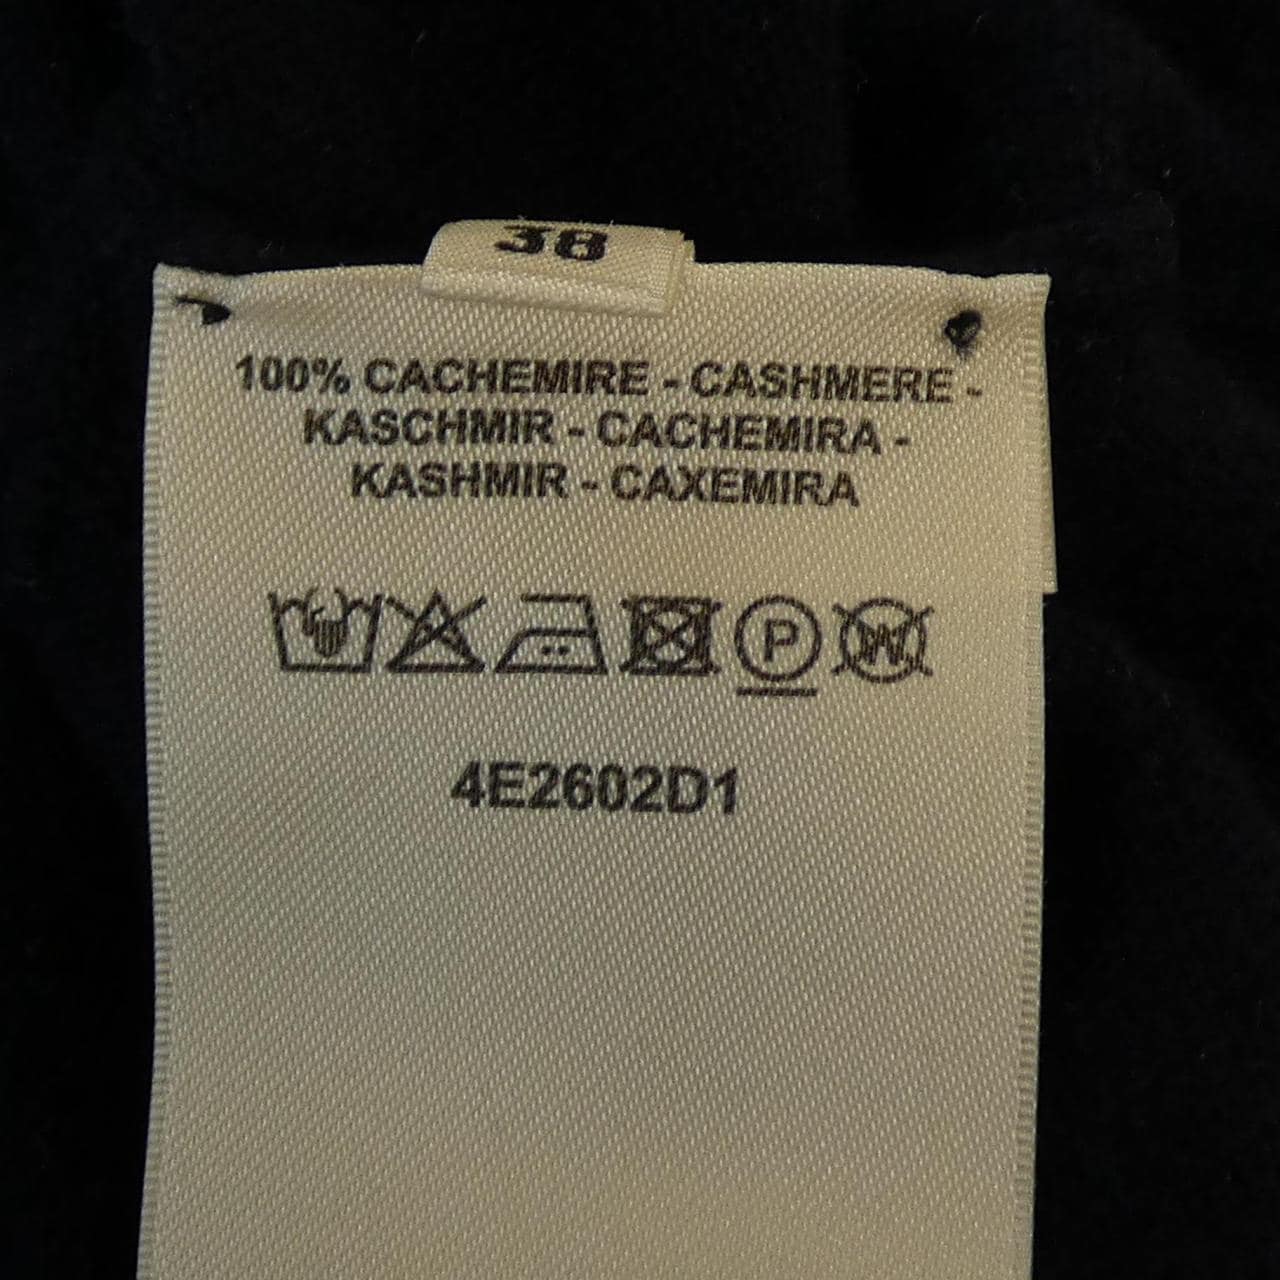 38
100% CACHEMIRE - CASHMERE -
KASCHMIR - CACHEMIRA -
KASHMIR - CAXEMIRA
P W
4E2602D1